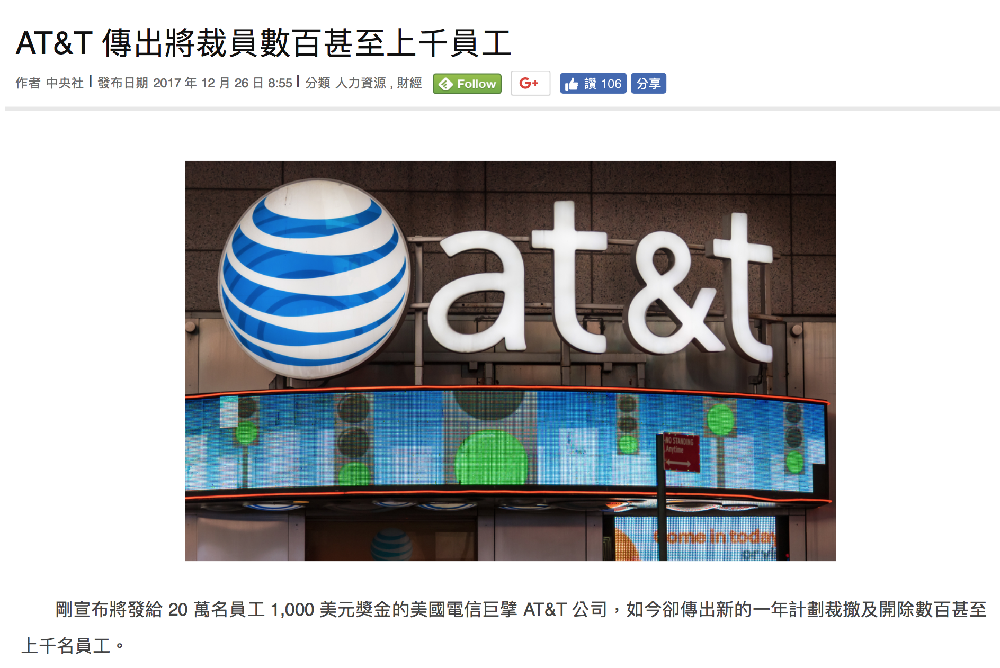 AT&T 傳出將裁員數百甚至上千員工
作者 中央社 | 發布日期 2017 年 12 月 26 日 8:55 | 分類 人力資源 , 財經 Follow G+ 讚 106 分享
at&t
NO STANDING
Anytime
Come in today
剛宣布將發給 20 萬名員工 1,000 美元獎金的美國電信巨擘 AT&T 公司，如今卻傳出新的一年計劃裁撤及開除數百甚至
上千名員工。